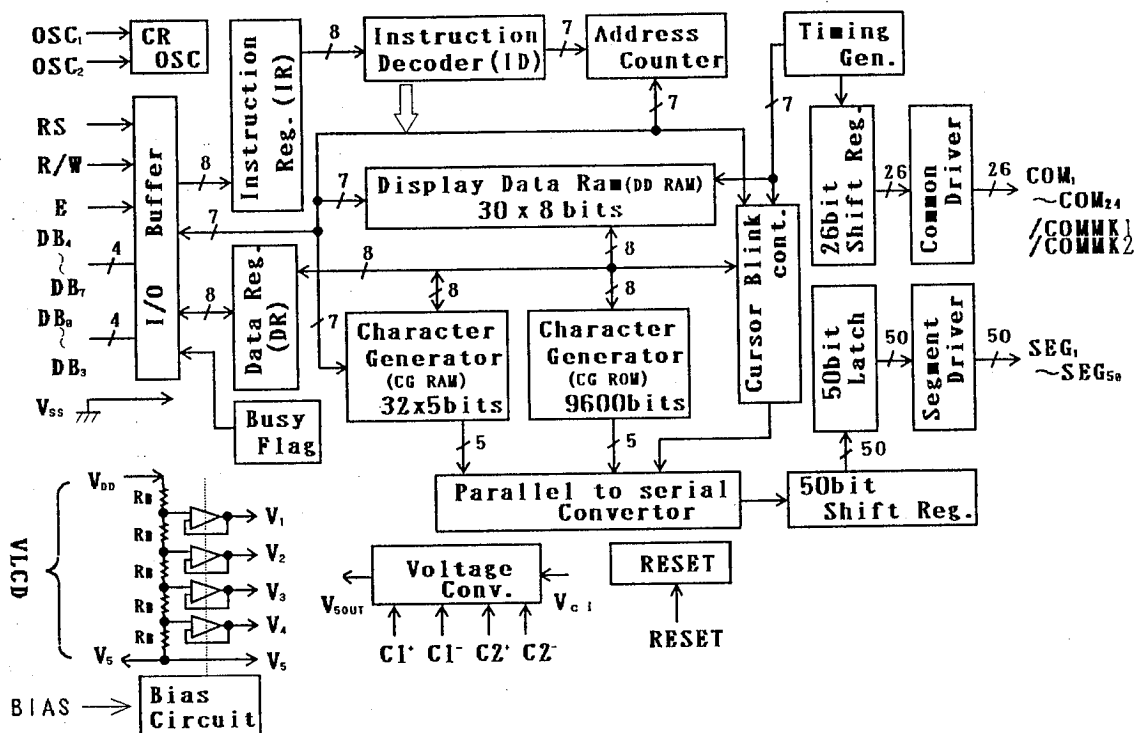 OSC₁
OSC₂
CR
OSC
Instruction
Reg. (IR)
8
Instruction
Decoder(ID)
7
Address
Counter
7
Timing
Gen.
7
RS
R/W
E
DB₄
~
DB₇
4
DB₀
~
DB₃
4
VSS
I/O Buffer
8
7
8
Data Reg.
(DR)
Busy
Flag
7
Display Data Ram(DD RAM)
30 x 8 bits
8
8
8
8
7
Character
Generator
(CG RAM)
32x5bits
Character
Generator
(CG ROM)
9600bits
5
5
Cursor Blink
cont.
26bit
Shift Reg.
26
Common
Driver
26
COM₁
~COM₂₄
/COMMK1
/COMMK2
50bit
Latch
50
Segment
Driver
50
SEG₁
~SEG₅₀
50
Parallel to serial
Convertor
50bit
Shift Reg.
VLCD
VDD
RB
RB
RB
RB
RB
V₁
V₂
V₃
V₄
V₅
V₅
BIAS
Bias
Circuit
Voltage
Conv.
V5OUT
Vci
C1⁺ C1⁻ C2⁺ C2⁻
RESET
RESET